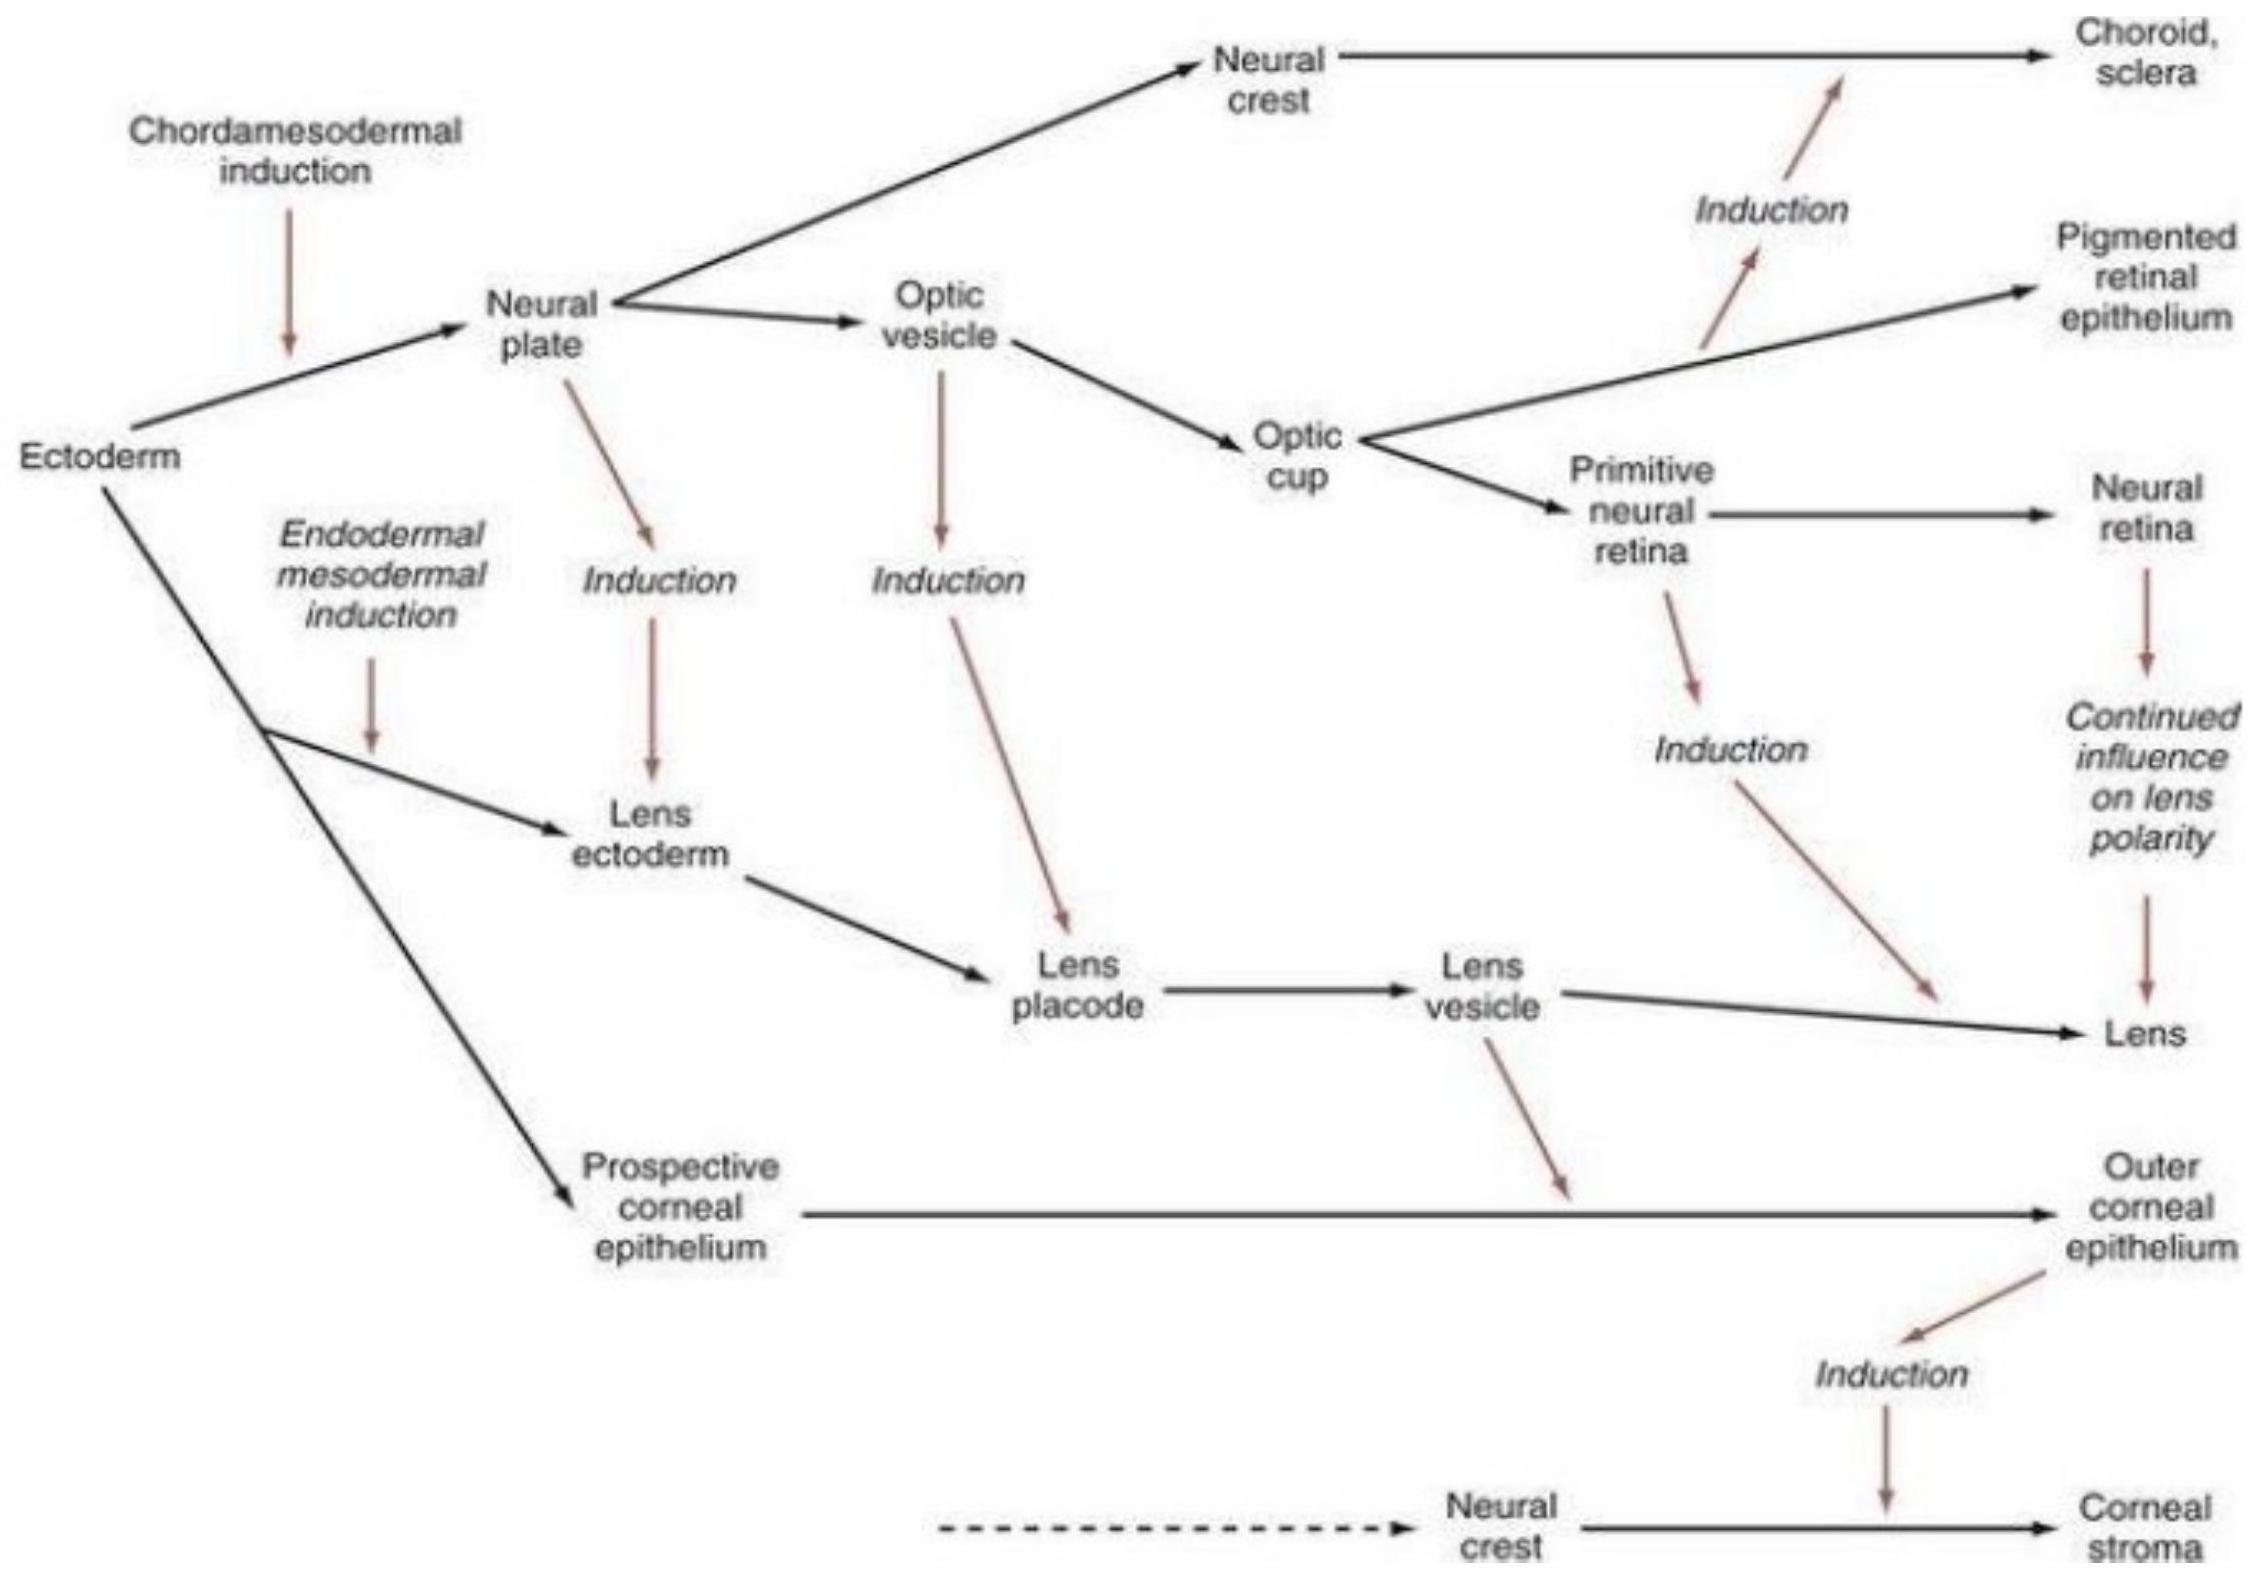 Neural
crest
Choroid,
sclera
Chordamesodermal
induction
Induction
Pigmented
retinal
epithelium
Neural
plate
Optic
vesicle
Ectoderm
Optic
cup
Primitive
neural
retina
Neural
retina
Endodermal
mesodermal
induction
Induction
Induction
Induction
Continued
influence
on lens
polarity
Lens
ectoderm
Lens
placode
Lens
vesicle
Lens
Prospective
corneal
epithelium
Outer
corneal
epithelium
Induction
Neural
crest
Corneal
stroma